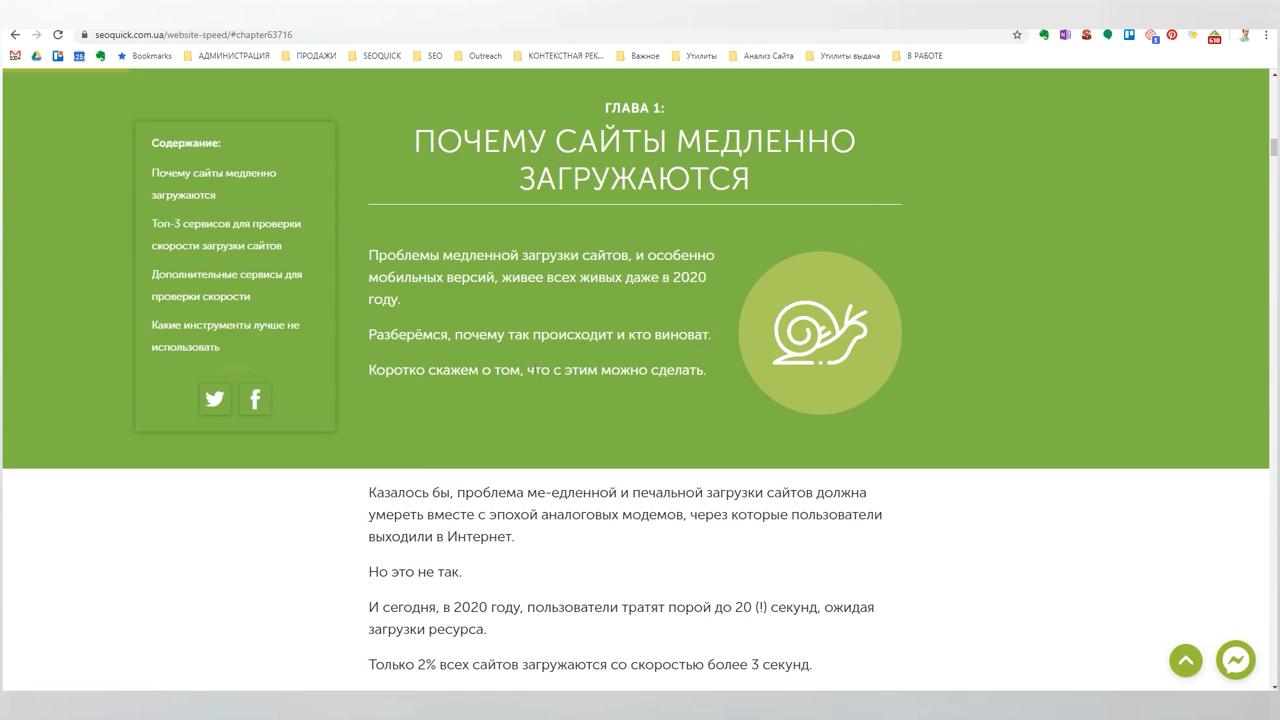 seoquick.com.ua/website-speed/#chapter63716
610
Bookmarks
АДМИНИСТРАЦИЯ
ПРОДАЖИ
SEOQUICK
SEO
Outreach
КОНТЕКСТНАЯ РЕК...
Важное
Утилиты
Анализ Сайта
Утилиты выдача
В РАБОТЕ
ГЛАВА 1:
ПОЧЕМУ САЙТЫ МЕДЛЕННО
ЗАГРУЖАЮТСЯ
Содержание:
Почему сайты медленно
загружаются
Топ-3 сервисов для проверки
скорости загрузки сайтов
Дополнительные сервисы для
проверки скорости
Какие инструменты лучше не
использовать
Проблемы медленной загрузки сайтов, и особенно
мобильных версий, живее всех живых даже в 2020
году.
Разберёмся, почему так происходит и кто виноват.
Коротко скажем о том, что с этим можно сделать.
Казалось бы, проблема ме-едленной и печальной загрузки сайтов должна
умереть вместе с эпохой аналоговых модемов, через которые пользователи
выходили в Интернет.
Но это не так.
И сегодня, в 2020 году, пользователи тратят порой до 20 (!) секунд, ожидая
загрузки ресурса.
Только 2% всех сайтов загружаются со скоростью более 3 секунд.